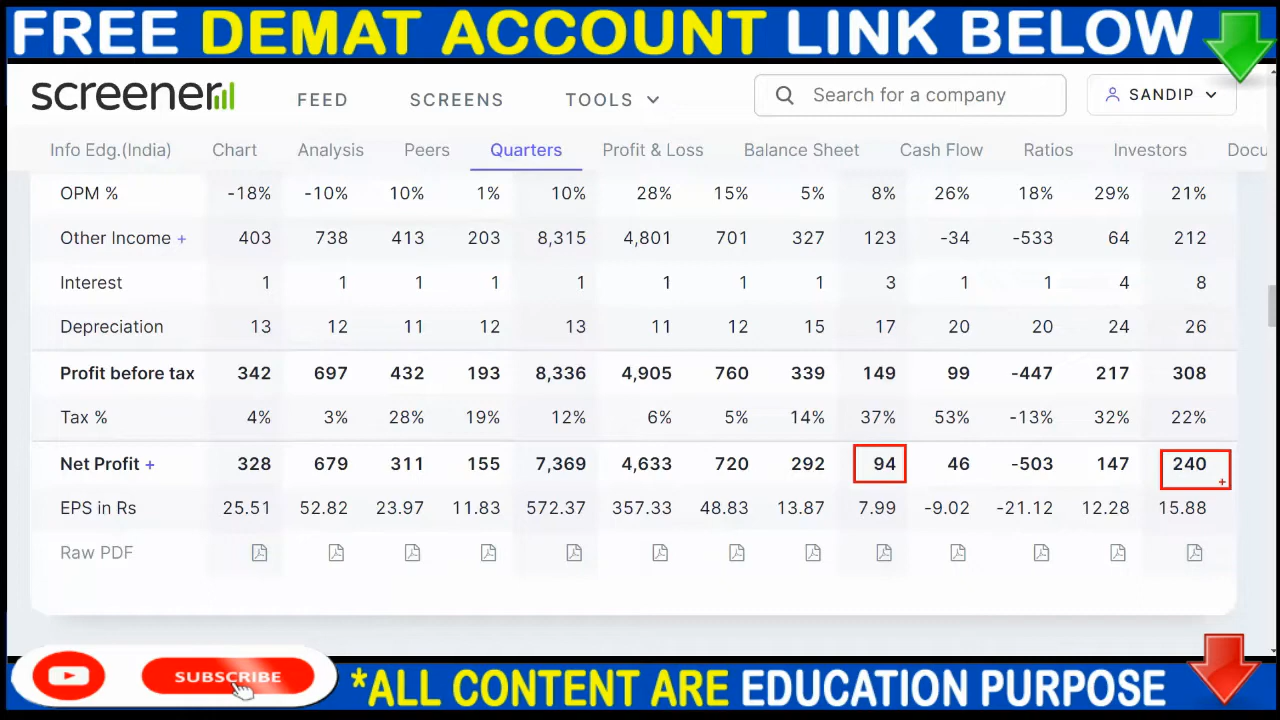 FREE DEMAT ACCOUNT LINK BELOW
screener FEED SCREENS TOOLS Search for a company SANDIP
Info Edg.(India) Chart Analysis Peers Quarters Profit & Loss Balance Sheet Cash Flow Ratios Investors Docu
OPM % -18% -10% 10% 1% 10% 28% 15% 5% 8% 26% 18% 29% 21%
Other Income + 403 738 413 203 8,315 4,801 701 327 123 -34 -533 64 212
Interest 1 1 1 1 1 1 1 1 3 1 1 4 8
Depreciation 13 12 11 12 13 11 12 15 17 20 20 24 26
Profit before tax 342 697 432 193 8,336 4,905 760 339 149 99 -447 217 308
Tax % 4% 3% 28% 19% 12% 6% 5% 14% 37% 53% -13% 32% 22%
Net Profit + 328 679 311 155 7,369 4,633 720 292 94 46 -503 147 240
EPS in Rs 25.51 52.82 23.97 11.83 572.37 357.33 48.83 13.87 7.99 -9.02 -21.12 12.28 15.88
Raw PDF
SUBSCRIBE
*ALL CONTENT ARE EDUCATION PURPOSE